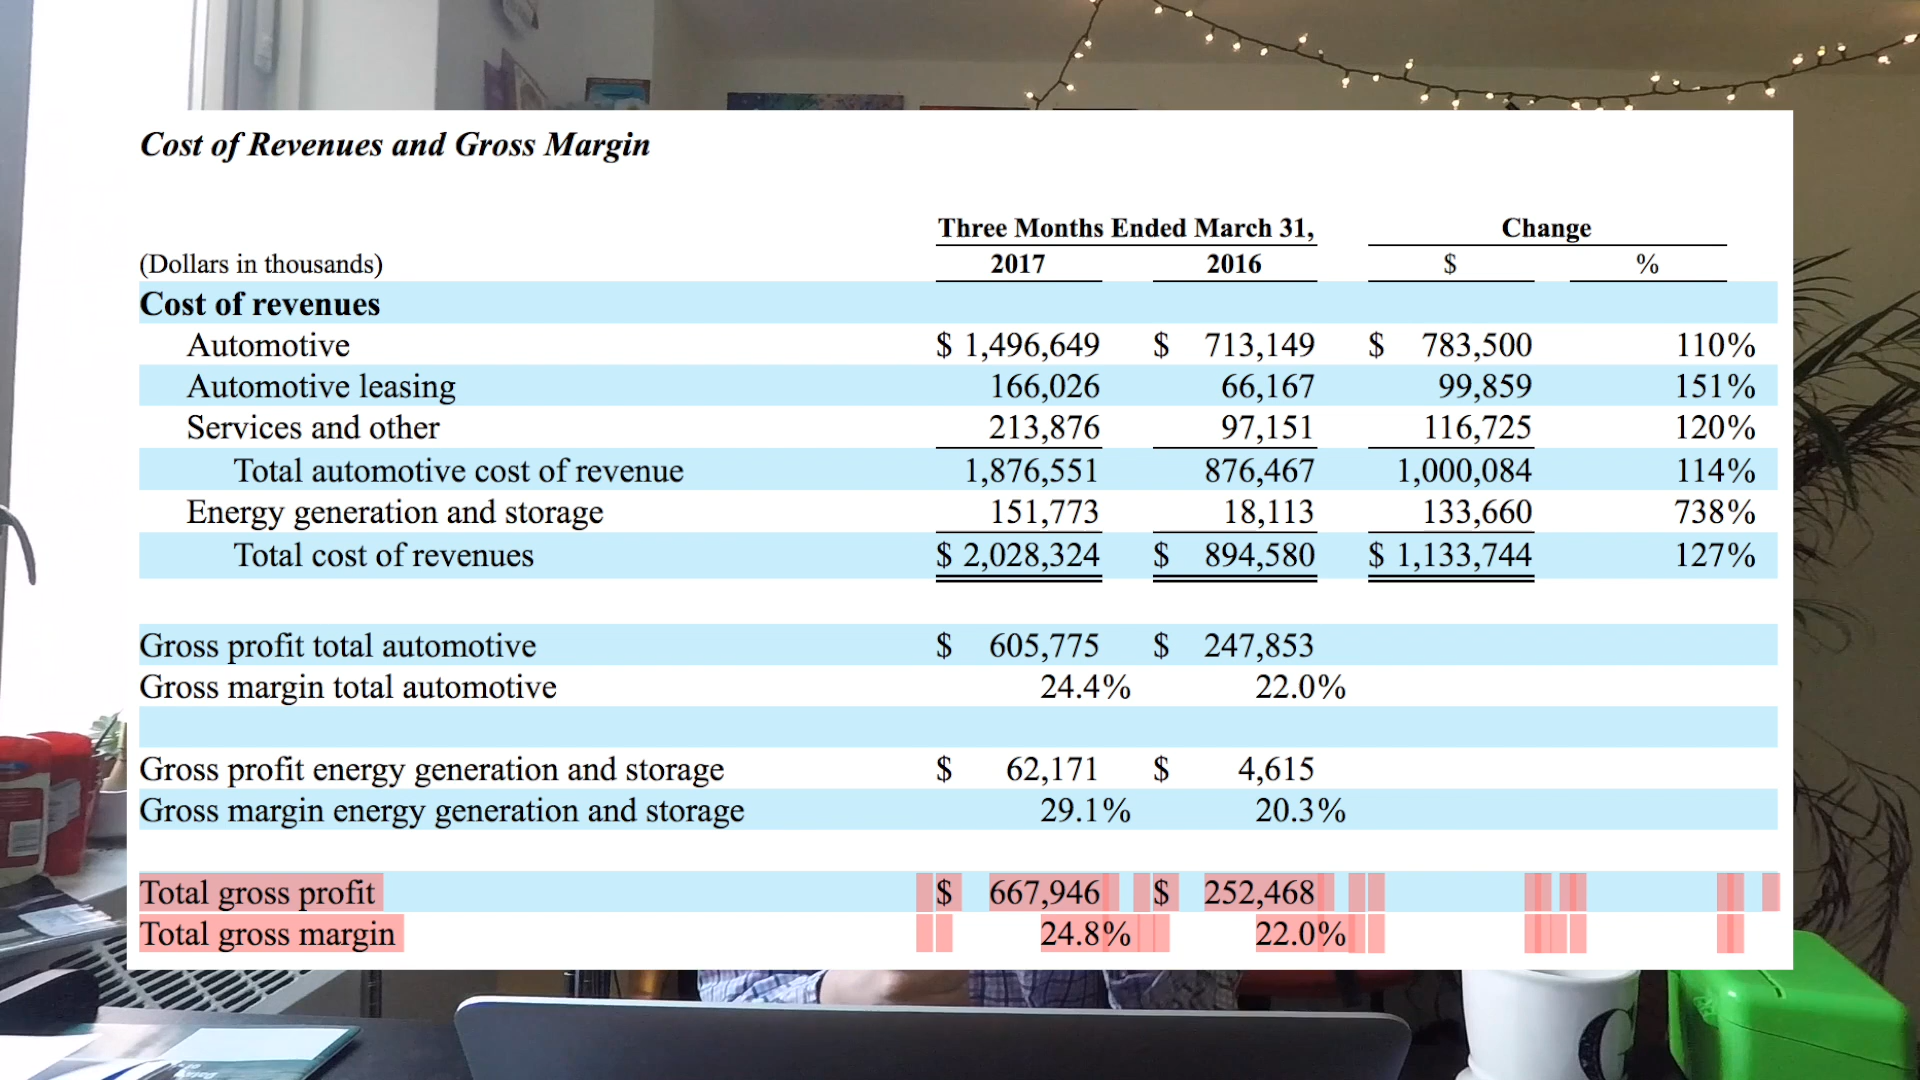 Cost of Revenues and Gross Margin
Three Months Ended March 31, Change
(Dollars in thousands) 2017 2016 $ %
Cost of revenues
Automotive $ 1,496,649 $ 713,149 $ 783,500 110%
Automotive leasing 166,026 66,167 99,859 151%
Services and other 213,876 97,151 116,725 120%
Total automotive cost of revenue 1,876,551 876,467 1,000,084 114%
Energy generation and storage 151,773 18,113 133,660 738%
Total cost of revenues $ 2,028,324 $ 894,580 $ 1,133,744 127%
Gross profit total automotive $ 605,775 $ 247,853
Gross margin total automotive 24.4% 22.0%
Gross profit energy generation and storage $ 62,171 $ 4,615
Gross margin energy generation and storage 29.1% 20.3%
Total gross profit $ 667,946 $ 252,468
Total gross margin 24.8% 22.0%